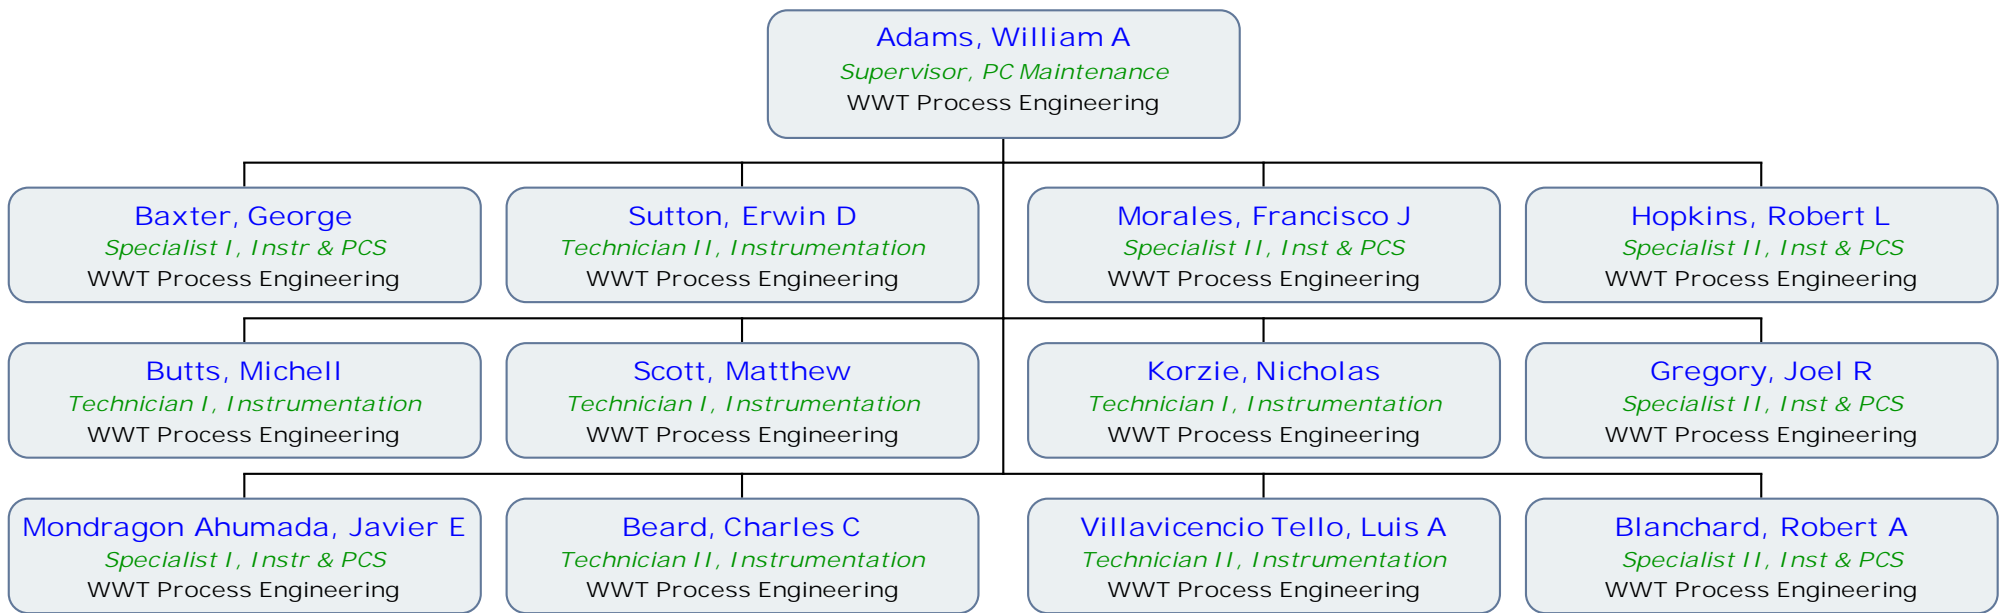 Adams, William A
Supervisor, PC Maintenance
WWT Process Engineering
Baxter, George
Specialist I, Instr & PCS
WWT Process Engineering
Sutton, Erwin D
Technician II, Instrumentation
WWT Process Engineering
Morales, Francisco J
Specialist II, Inst & PCS
WWT Process Engineering
Hopkins, Robert L
Specialist II, Inst & PCS
WWT Process Engineering
Butts, Michell
Technician I, Instrumentation
WWT Process Engineering
Scott, Matthew
Technician I, Instrumentation
WWT Process Engineering
Korzie, Nicholas
Technician I, Instrumentation
WWT Process Engineering
Gregory, Joel R
Specialist II, Inst & PCS
WWT Process Engineering
Mondragon Ahumada, Javier E
Specialist I, Instr & PCS
WWT Process Engineering
Beard, Charles C
Technician II, Instrumentation
WWT Process Engineering
Villavicencio Tello, Luis A
Technician II, Instrumentation
WWT Process Engineering
Blanchard, Robert A
Specialist II, Inst & PCS
WWT Process Engineering